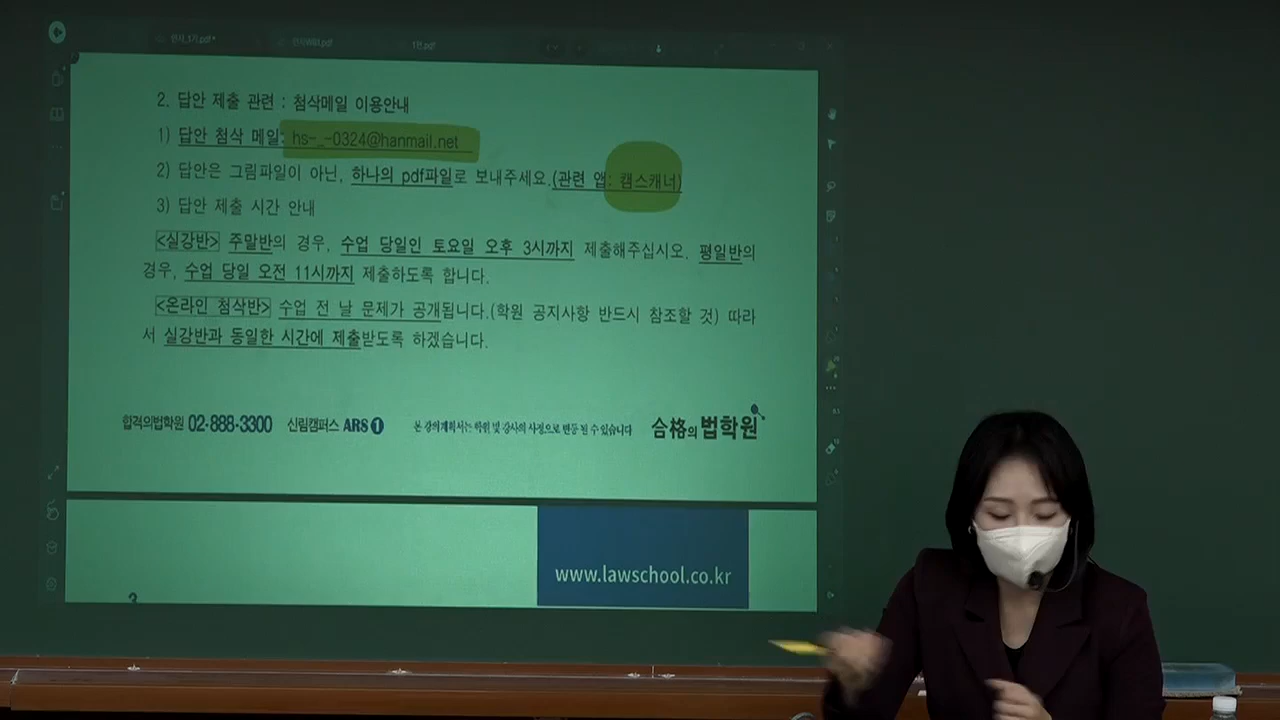 인사_1기.pdf*
1인.pdf
2. 답안 제출 관련 : 첨삭메일 이용안내
1) 답안 첨삭 메일: hs-_-0324@hanmail.net
2) 답안은 그림파일이 아닌, 하나의 pdf파일로 보내주세요.(관련 앱: 캠스캐너)
3) 답안 제출 시간 안내
<실강반> 주말반의 경우, 수업 당일인 토요일 오후 3시까지 제출해주십시오. 평일반의
경우, 수업 당일 오전 11시까지 제출하도록 합니다.
<온라인 첨삭반> 수업 전 날 문제가 공개됩니다.(학원 공지사항 반드시 참조할 것) 따라
서 실강반과 동일한 시간에 제출받도록 하겠습니다.
합격의법학원 02-888-3300 신림캠퍼스 ARS 1 본 강의계획서는 학원 및 강사의 사정으로 변동 될 수 있습니다 合格의 법학원
www.lawschool.co.kr
3